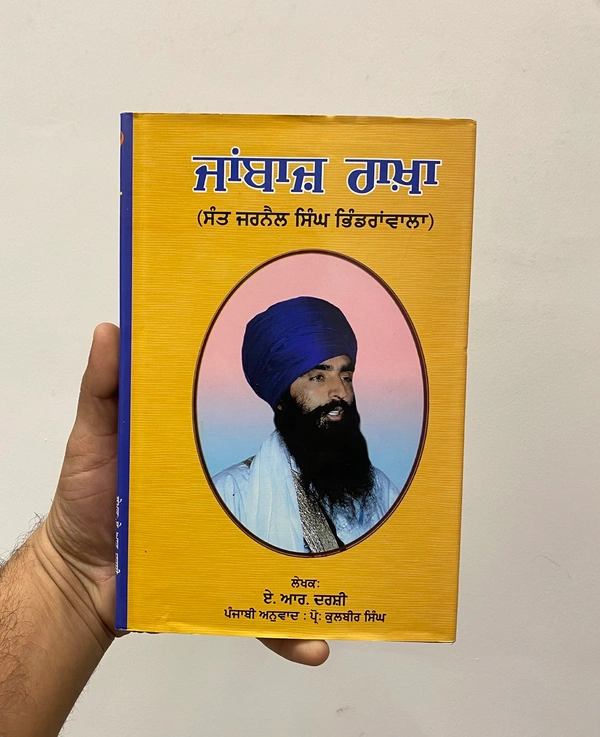 ਜਾਂਬਾਜ਼ ਰਾਖਾ
(ਸੰਤ ਜਰਨੈਲ ਸਿੰਘ ਭਿੰਡਰਾਂਵਾਲਾ)
ਲੇਖਕ:
ਏ. ਆਰ. ਦਰਸ਼ੀ
ਪੰਜਾਬੀ ਅਨੁਵਾਦ : ਪ੍ਰੋ: ਕੁਲਬੀਰ ਸਿੰਘ